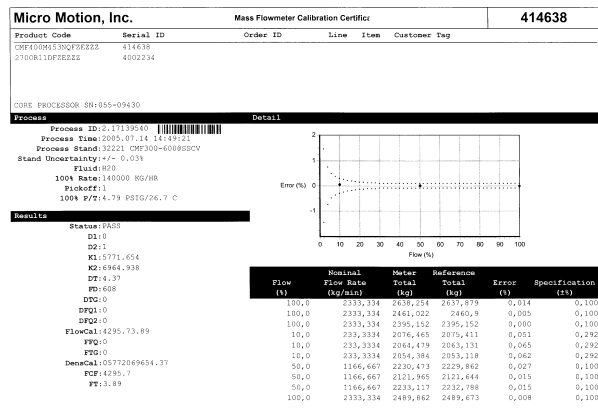 Micro Motion, Inc. Mass Flowmeter Calibration Certifica 414638
Product Code Serial ID Order ID Line Item Customer Tag
CMF400M453NQFZEZZZ 414638
2700R11DFZEZZZ 4002234
CORE PROCESSOR SN:055-09430
Process
Process ID:2.17139540
Process Time:2005.07.14 14:49:21
Process Stand:32221 CMF300-6000SSCV
Stand Uncertainty:+/- 0.03%
Fluid:H20
100% Rate:140000 KG/HR
Pickoff:1
100% P/T:4.79 PSIG/26.7 C
Results
Status:PASS
D1:0
D2:1
K1:5771.654
K2:6964.938
DT:4.37
FD:608
DTG:0
DFQ1:0
DFQ2:0
FlowCal:4295.73.89
FFQ:0
FTG:0
DensCal:05772069654.37
FCF:4295.7
FT:3.89
Detail
2
1
Error (%) 0
-1
0 10 20 30 40 50 60 70 80 90 100
Flow (%)
Nominal Meter Reference
Flow Flow Rate Total Total Error Specification
(%) (kg/min) (kg) (kg) (%) (±%)
100,0 2333,334 2638,254 2637,879 0,014 0,100
100,0 2333,334 2461,022 2460,9 0,005 0,100
100,0 2333,334 2395,152 2395,152 0,000 0,100
10,0 233,3334 2076,465 2075,411 0,051 0,292
10,0 233,3334 2064,479 2063,131 0,065 0,292
10,0 233,3334 2054,384 2053,118 0,062 0,292
50,0 1166,667 2230,473 2229,862 0,027 0,100
50,0 1166,667 2121,965 2121,644 0,015 0,100
50,0 1166,667 2233,117 2232,788 0,015 0,100
100,0 2333,334 2489,862 2489,673 0,008 0,100